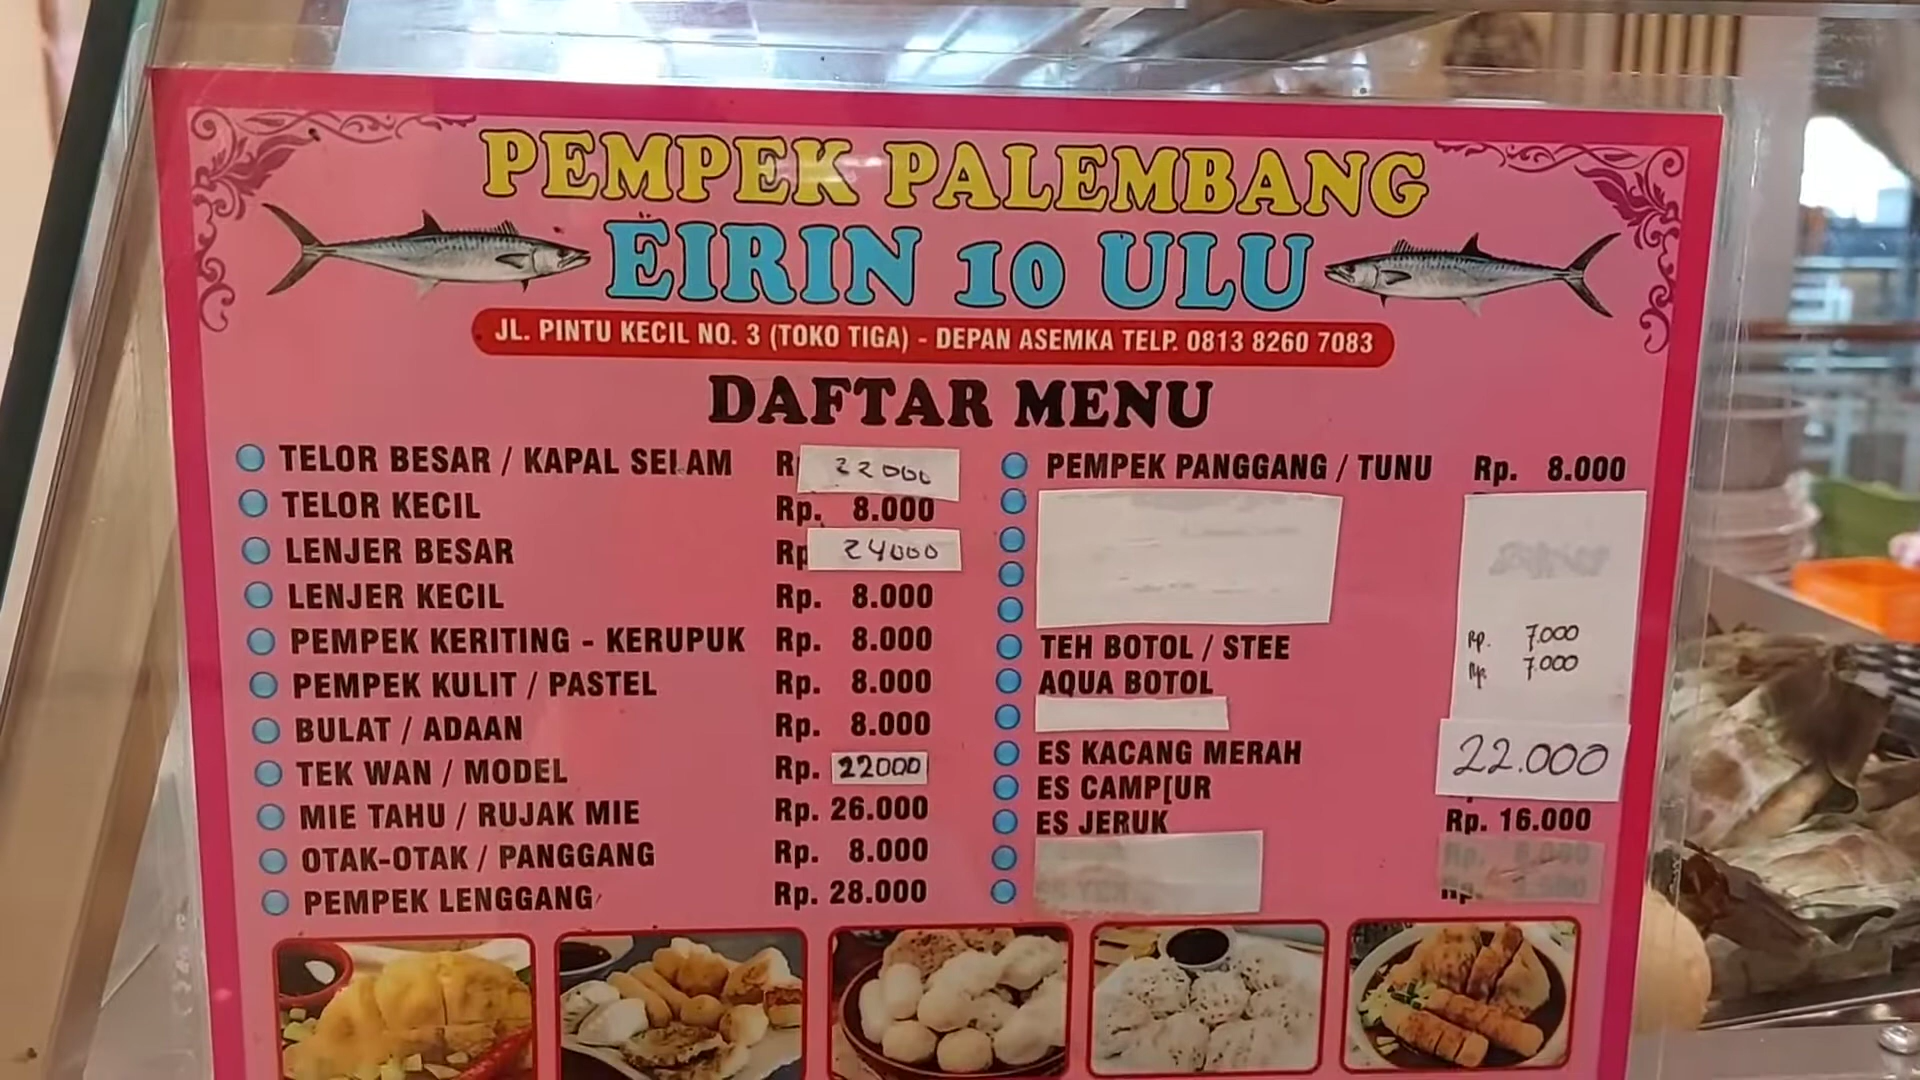 PEMPEK PALEMBANG
EIRIN 10 ULU
JL. PINTU KECIL NO. 3 (TOKO TIGA) - DEPAN ASEMKA TELP. 0813 8260 7083
DAFTAR MENU
TELOR BESAR / KAPAL SELAM 22000
TELOR KECIL Rp. 8.000
LENJER BESAR Rp 24000
LENJER KECIL Rp. 8.000
PEMPEK KERITING - KERUPUK Rp. 8.000
PEMPEK KULIT / PASTEL Rp. 8.000
BULAT / ADAAN Rp. 8.000
TEK WAN / MODEL Rp. 22000
MIE TAHU / RUJAK MIE Rp. 26.000
OTAK-OTAK / PANGGANG Rp. 8.000
PEMPEK LENGGANG Rp. 28.000
PEMPEK PANGGANG / TUNU Rp. 8.000
TEH BOTOL / STEE Rp. 7.000
AQUA BOTOL Rp. 7.000
ES KACANG MERAH 22.000
ES CAMP[UR
ES JERUK Rp. 16.000